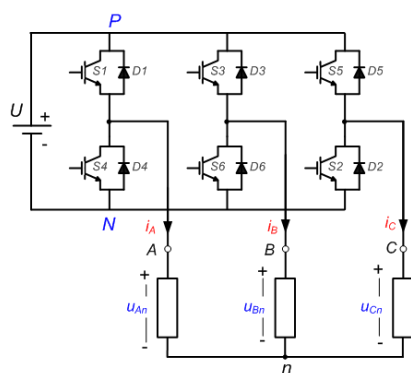 P
S1 D1 S3 D3 S5 D5
U + -
S4 D4 S6 D6 S2 D2
N
iA iB iC
A B C
+ + +
uAn uBn uCn
- - -
n